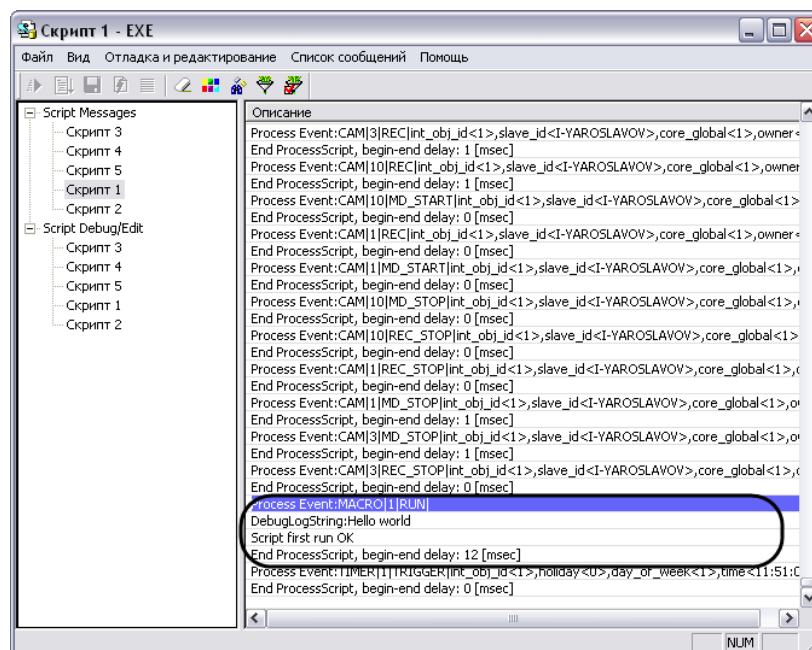 Скрипт 1 - EXE
Файл Вид Отладка и редактирование Список сообщений Помощь
Script Messages
Скрипт 3
Скрипт 4
Скрипт 5
Скрипт 1
Скрипт 2
Script Debug/Edit
Скрипт 3
Скрипт 4
Скрипт 5
Скрипт 1
Скрипт 2
Описание
Process Event:CAM|3|REC|int_obj_id<1>,slave_id<I-YAROSLAVOV>,core_global<1>,owner<
End ProcessScript, begin-end delay: 1 [msec]
Process Event:CAM|10|REC|int_obj_id<1>,slave_id<I-YAROSLAVOV>,core_global<1>,owner
End ProcessScript, begin-end delay: 1 [msec]
Process Event:CAM|10|MD_START|int_obj_id<1>,slave_id<I-YAROSLAVOV>,core_global<1>
End ProcessScript, begin-end delay: 0 [msec]
Process Event:CAM|1|REC|int_obj_id<1>,slave_id<I-YAROSLAVOV>,core_global<1>,owner<
End ProcessScript, begin-end delay: 0 [msec]
Process Event:CAM|1|MD_START|int_obj_id<1>,slave_id<I-YAROSLAVOV>,core_global<1>,
End ProcessScript, begin-end delay: 0 [msec]
Process Event:CAM|10|MD_STOP|int_obj_id<1>,slave_id<I-YAROSLAVOV>,core_global<1>,
End ProcessScript, begin-end delay: 0 [msec]
Process Event:CAM|10|REC_STOP|int_obj_id<1>,slave_id<I-YAROSLAVOV>,core_global<1>,
End ProcessScript, begin-end delay: 0 [msec]
Process Event:CAM|1|REC_STOP|int_obj_id<1>,slave_id<I-YAROSLAVOV>,core_global<1>,
End ProcessScript, begin-end delay: 0 [msec]
Process Event:CAM|1|MD_STOP|int_obj_id<1>,slave_id<I-YAROSLAVOV>,core_global<1>,
End ProcessScript, begin-end delay: 1 [msec]
Process Event:CAM|3|MD_STOP|int_obj_id<1>,slave_id<I-YAROSLAVOV>,core_global<1>,
End ProcessScript, begin-end delay: 1 [msec]
Process Event:CAM|3|REC_STOP|int_obj_id<1>,slave_id<I-YAROSLAVOV>,core_global<1>,
End ProcessScript, begin-end delay: 0 [msec]
Process Event:MACRO|1|RUN|
DebugLogString:Hello world
Script first run OK
End ProcessScript, begin-end delay: 12 [msec]
Process Event:TIMER|1|TRIGGER|int_obj_id<1>,holiday<0>,day_of_week<1>,time<11:51:0
End ProcessScript, begin-end delay: 0 [msec]
NUM